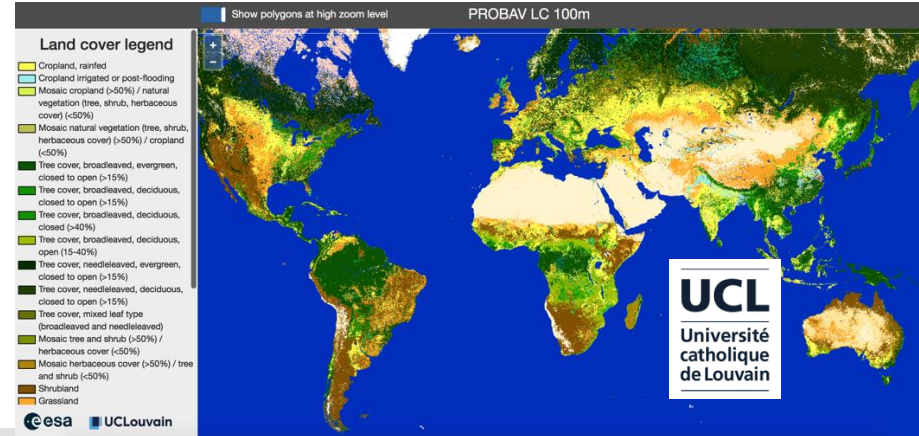 Show polygons at high zoom level
PROBAV LC 100m
Land cover legend
+
−
Cropland, rainfed
Cropland irrigated or post-flooding
Mosaic cropland (>50%) / natural
vegetation (tree, shrub, herbaceous
cover) (<50%)
Mosaic natural vegetation (tree, shrub,
herbaceous cover) (>50%) / cropland
(<50%)
Tree cover, broadleaved, evergreen,
closed to open (>15%)
Tree cover, broadleaved, deciduous,
closed to open (>15%)
Tree cover, broadleaved, deciduous,
closed (>40%)
Tree cover, broadleaved, deciduous,
open (15-40%)
Tree cover, needleleaved, evergreen,
closed to open (>15%)
Tree cover, needleleaved, deciduous,
closed to open (>15%)
Tree cover, mixed leaf type
(broadleaved and needleleaved)
Mosaic tree and shrub (>50%) /
herbaceous cover (<50%)
Mosaic herbaceous cover (>50%) / tree
and shrub (<50%)
Shrubland
Grassland
esa
UCLouvain
UCL
Université
catholique
de Louvain